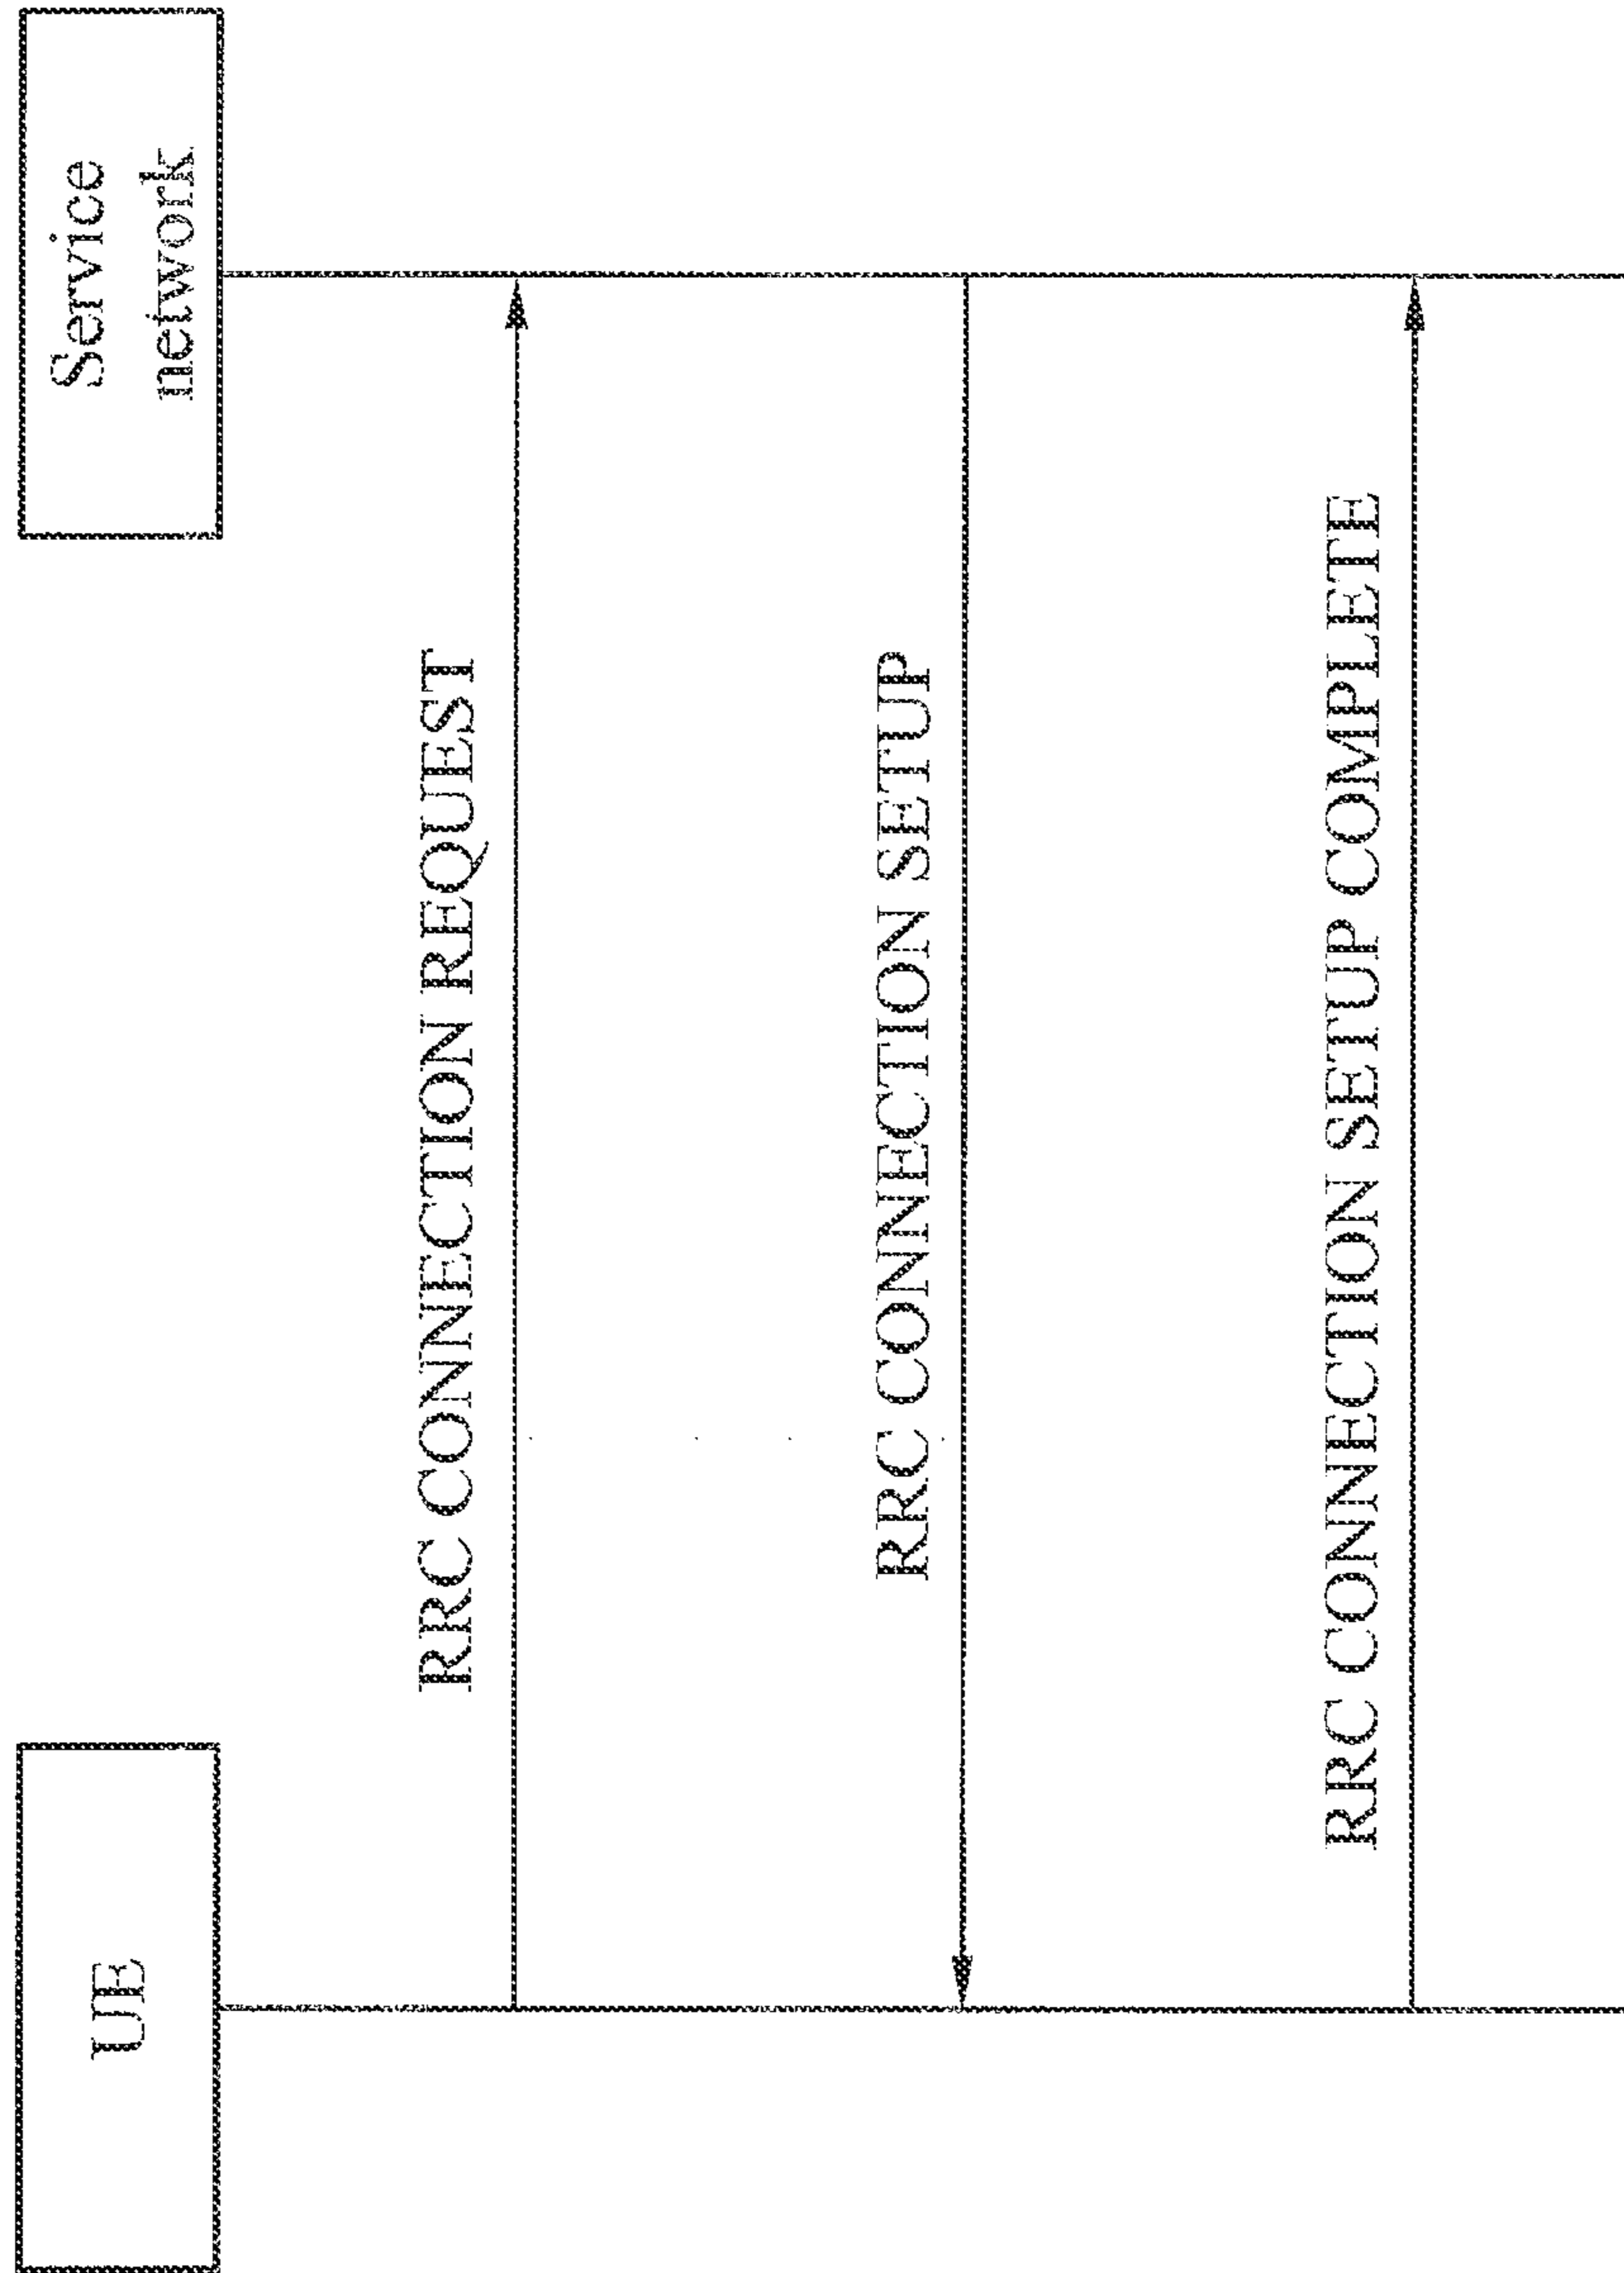 UE
Service
network
RRC CONNECTION REQUEST
RRC CONNECTION SETUP
RRC CONNECTION SETUP COMPLETE